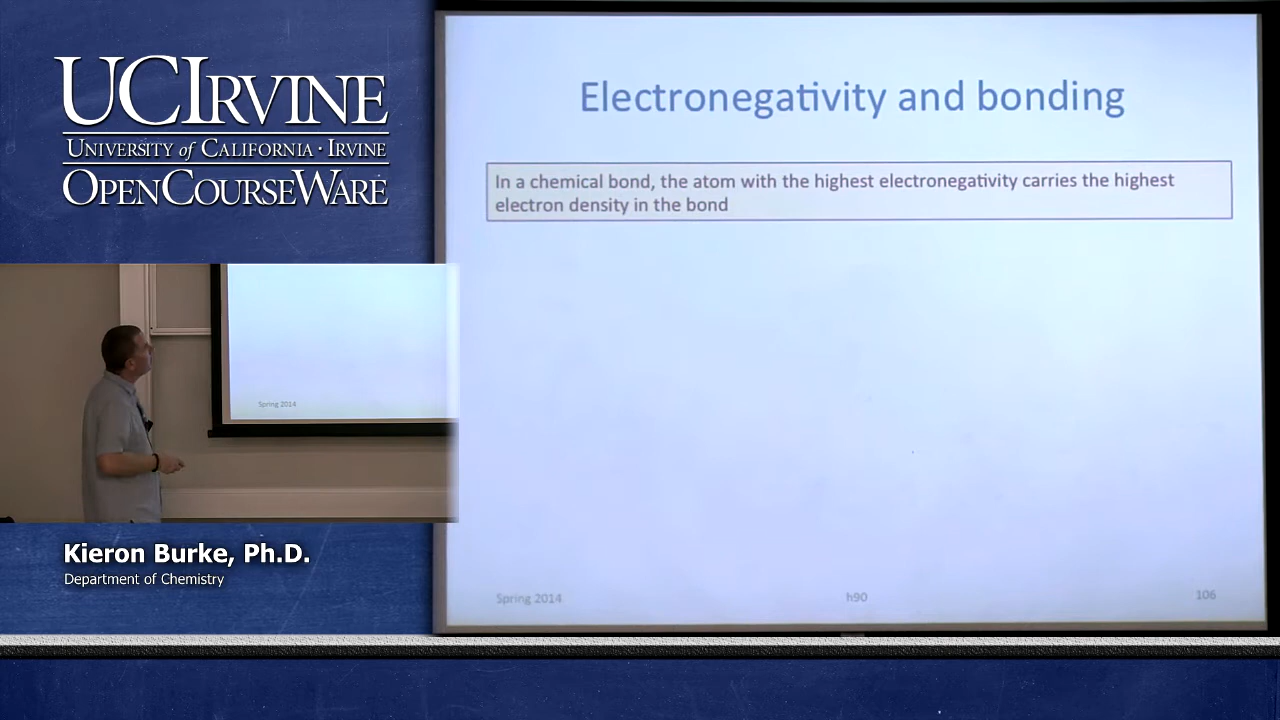 UCIRVINE
UNIVERSITY of CALIFORNIA · IRVINE
OPENCOURSEWARE
Electronegativity and bonding
In a chemical bond, the atom with the highest electronegativity carries the highest
electron density in the bond
Spring 2014
Kieron Burke, Ph.D.
Department of Chemistry
Spring 2014
h90
106